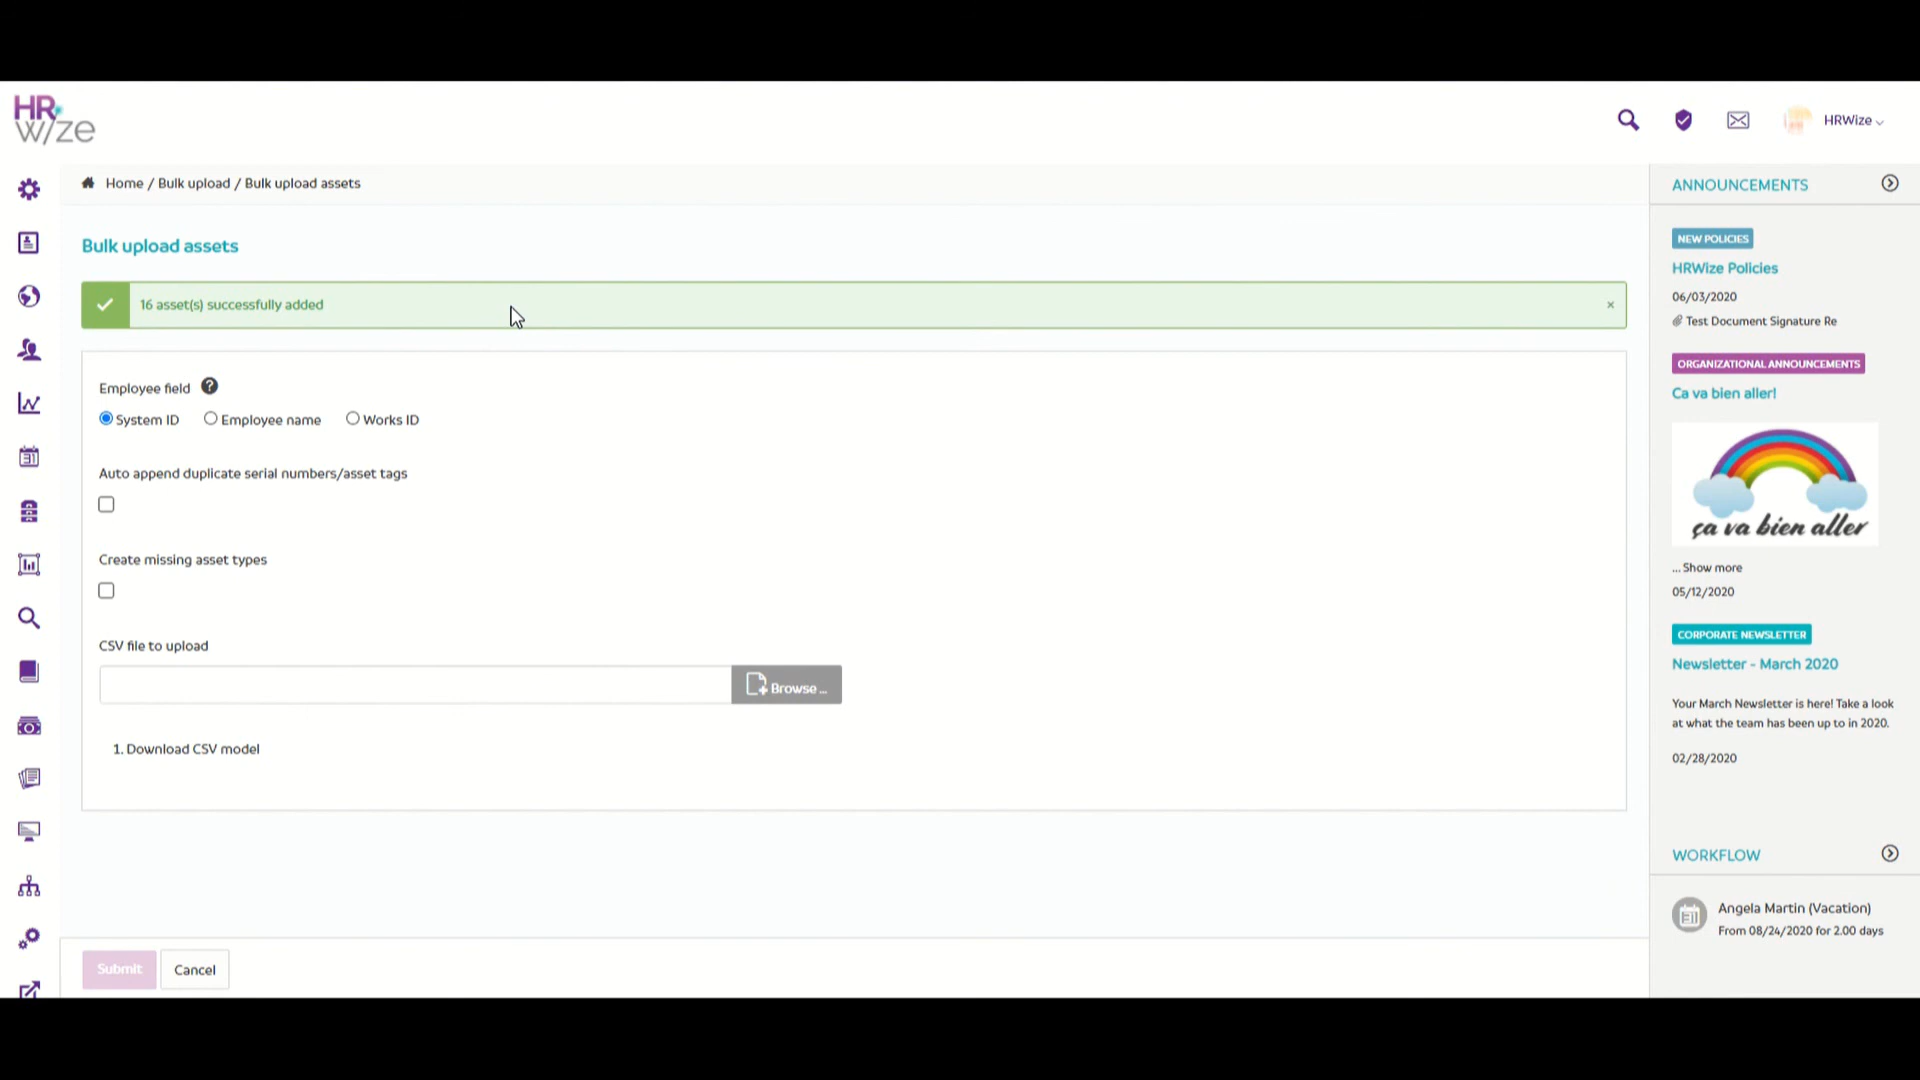 HR
wize
HRWize
Home / Bulk upload / Bulk upload assets
Bulk upload assets
16 asset(s) successfully added
×
Employee field ?
System ID Employee name Works ID
Auto append duplicate serial numbers/asset tags
Create missing asset types
CSV file to upload
Browse ...
1. Download CSV model
Submit Cancel
ANNOUNCEMENTS
NEW POLICIES
HRWize Policies
06/03/2020
Test Document Signature Re
ORGANIZATIONAL ANNOUNCEMENTS
Ca va bien aller!
ça va bien aller
... Show more
05/12/2020
CORPORATE NEWSLETTER
Newsletter - March 2020
Your March Newsletter is here! Take a look
at what the team has been up to in 2020.
02/28/2020
WORKFLOW
31
Angela Martin (Vacation)
From 08/24/2020 for 2.00 days
31